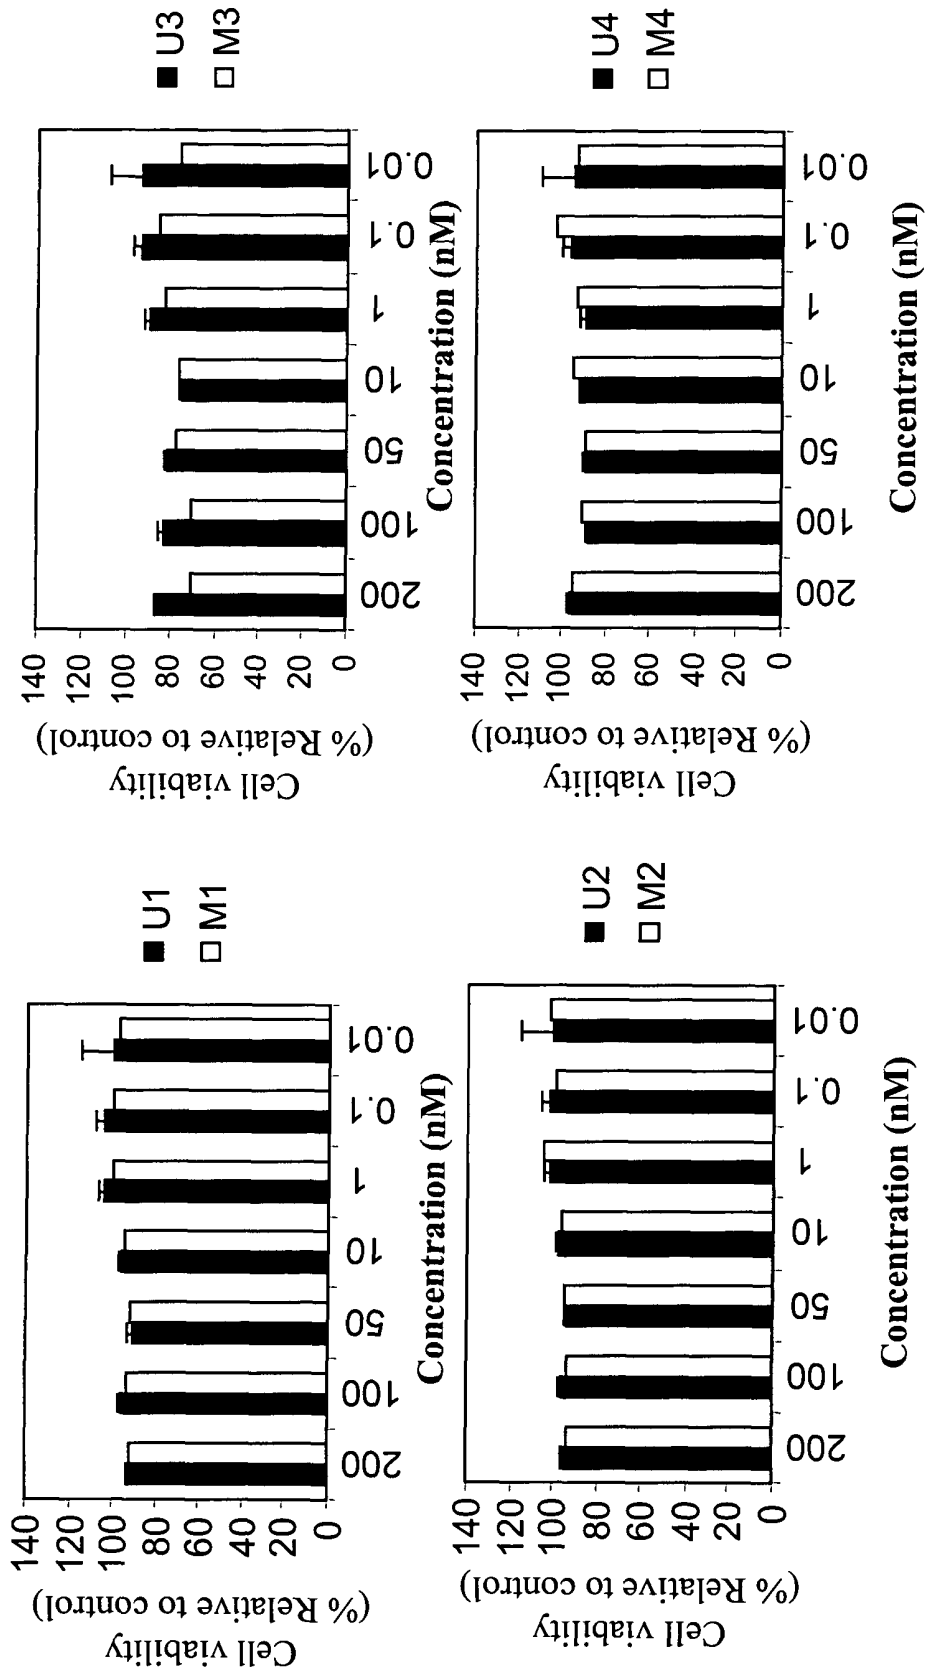 Cell viability
(% Relative to control)
140
120
100
80
60
40
20
0
200 100 50 10 1 0.1 0.01
Concentration (nM)
U1
M1
Cell viability
(% Relative to control)
140
120
100
80
60
40
20
0
200 100 50 10 1 0.1 0.01
Concentration (nM)
U3
M3
Cell viability
(% Relative to control)
140
120
100
80
60
40
20
0
200 100 50 10 1 0.1 0.01
Concentration (nM)
U2
M2
Cell viability
(% Relative to control)
140
120
100
80
60
40
20
0
200 100 50 10 1 0.1 0.01
Concentration (nM)
U4
M4